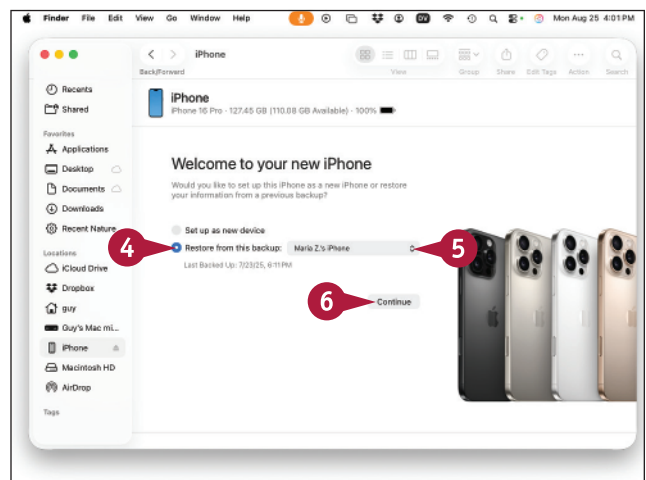 Finder File Edit View Go Window Help DV Mon Aug 25 4:01 PM
iPhone
Back/Forward View Group Share Edit Tags Action Search
Recents
Shared
Favorites
Applications
Desktop
Documents
Downloads
Recent Nature
Locations
iCloud Drive
Dropbox
guy
Guy's Mac mi...
iPhone
Macintosh HD
AirDrop
Tags
iPhone
iPhone 16 Pro · 127.45 GB (110.08 GB Available) · 100%
Welcome to your new iPhone
Would you like to set up this iPhone as a new iPhone or restore
your information from a previous backup?
Set up as new device
4 Restore from this backup: Maria Z.'s iPhone 5
Last Backed Up: 7/23/25, 6:11 PM
6 Continue